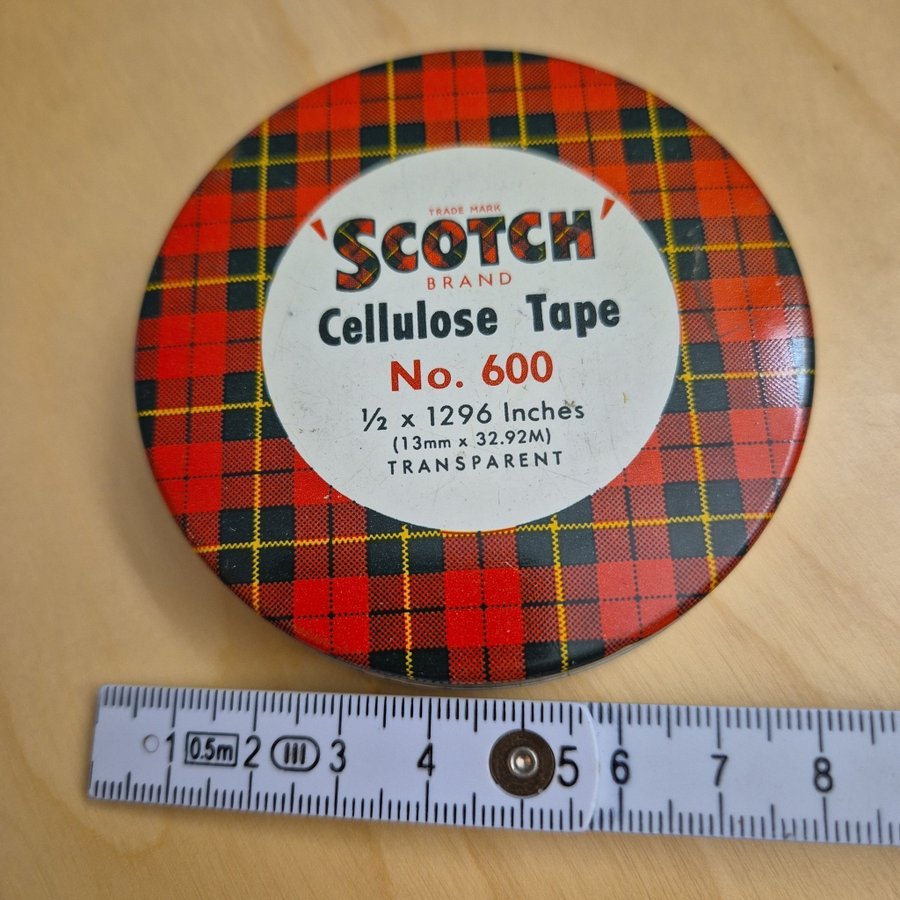 TRADE MARK
'SCOTCH'
BRAND
Cellulose Tape
No. 600
½ x 1296 Inches
(13mm x 32.92M)
TRANSPARENT
1 0.5m 2 III 3 4 5 6 7 8